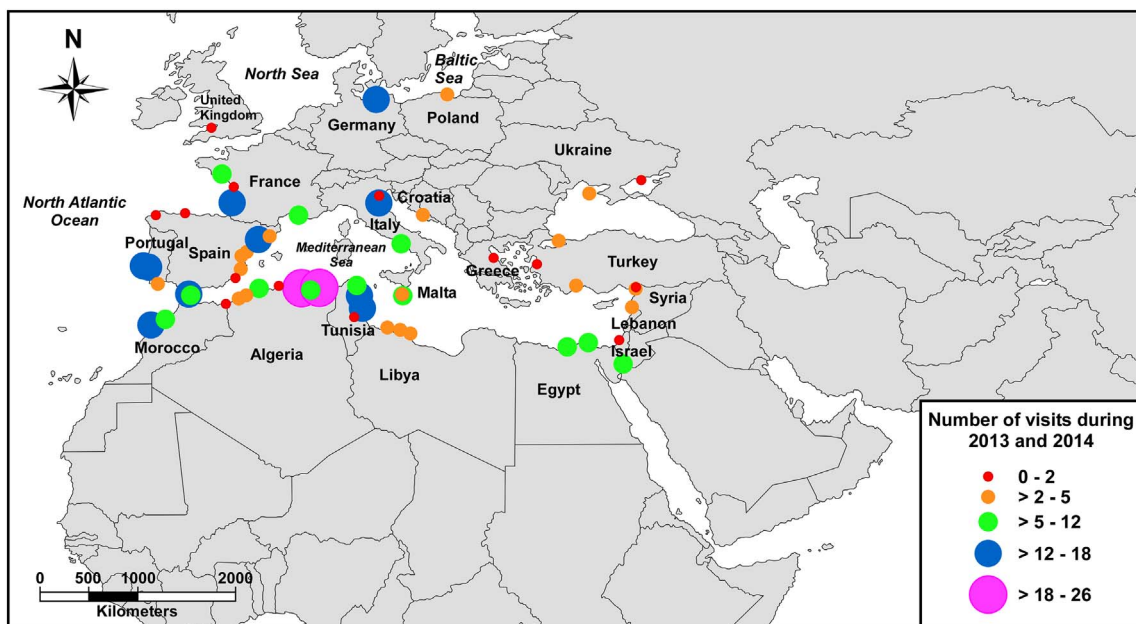 N
North Sea
Baltic
Sea
United
Kingdom
Germany
Poland
Ukraine
France
North Atlantic
Ocean
Croatia
Italy
Portugal
Spain
Mediterranean
Sea
Greece
Turkey
Malta
Syria
Lebanon
Tunisia
Israel
Morocco
Algeria
Libya
Egypt
Number of visits during
2013 and 2014
0 - 2
> 2 - 5
> 5 - 12
> 12 - 18
> 18 - 26
0 500 1000 2000
Kilometers